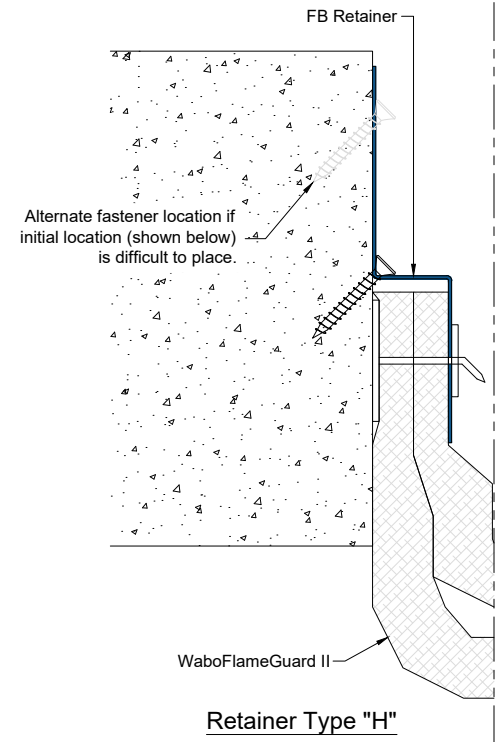 FB Retainer
Alternate fastener location if
initial location (shown below)
is difficult to place.
WaboFlameGuard II
Retainer Type "H"